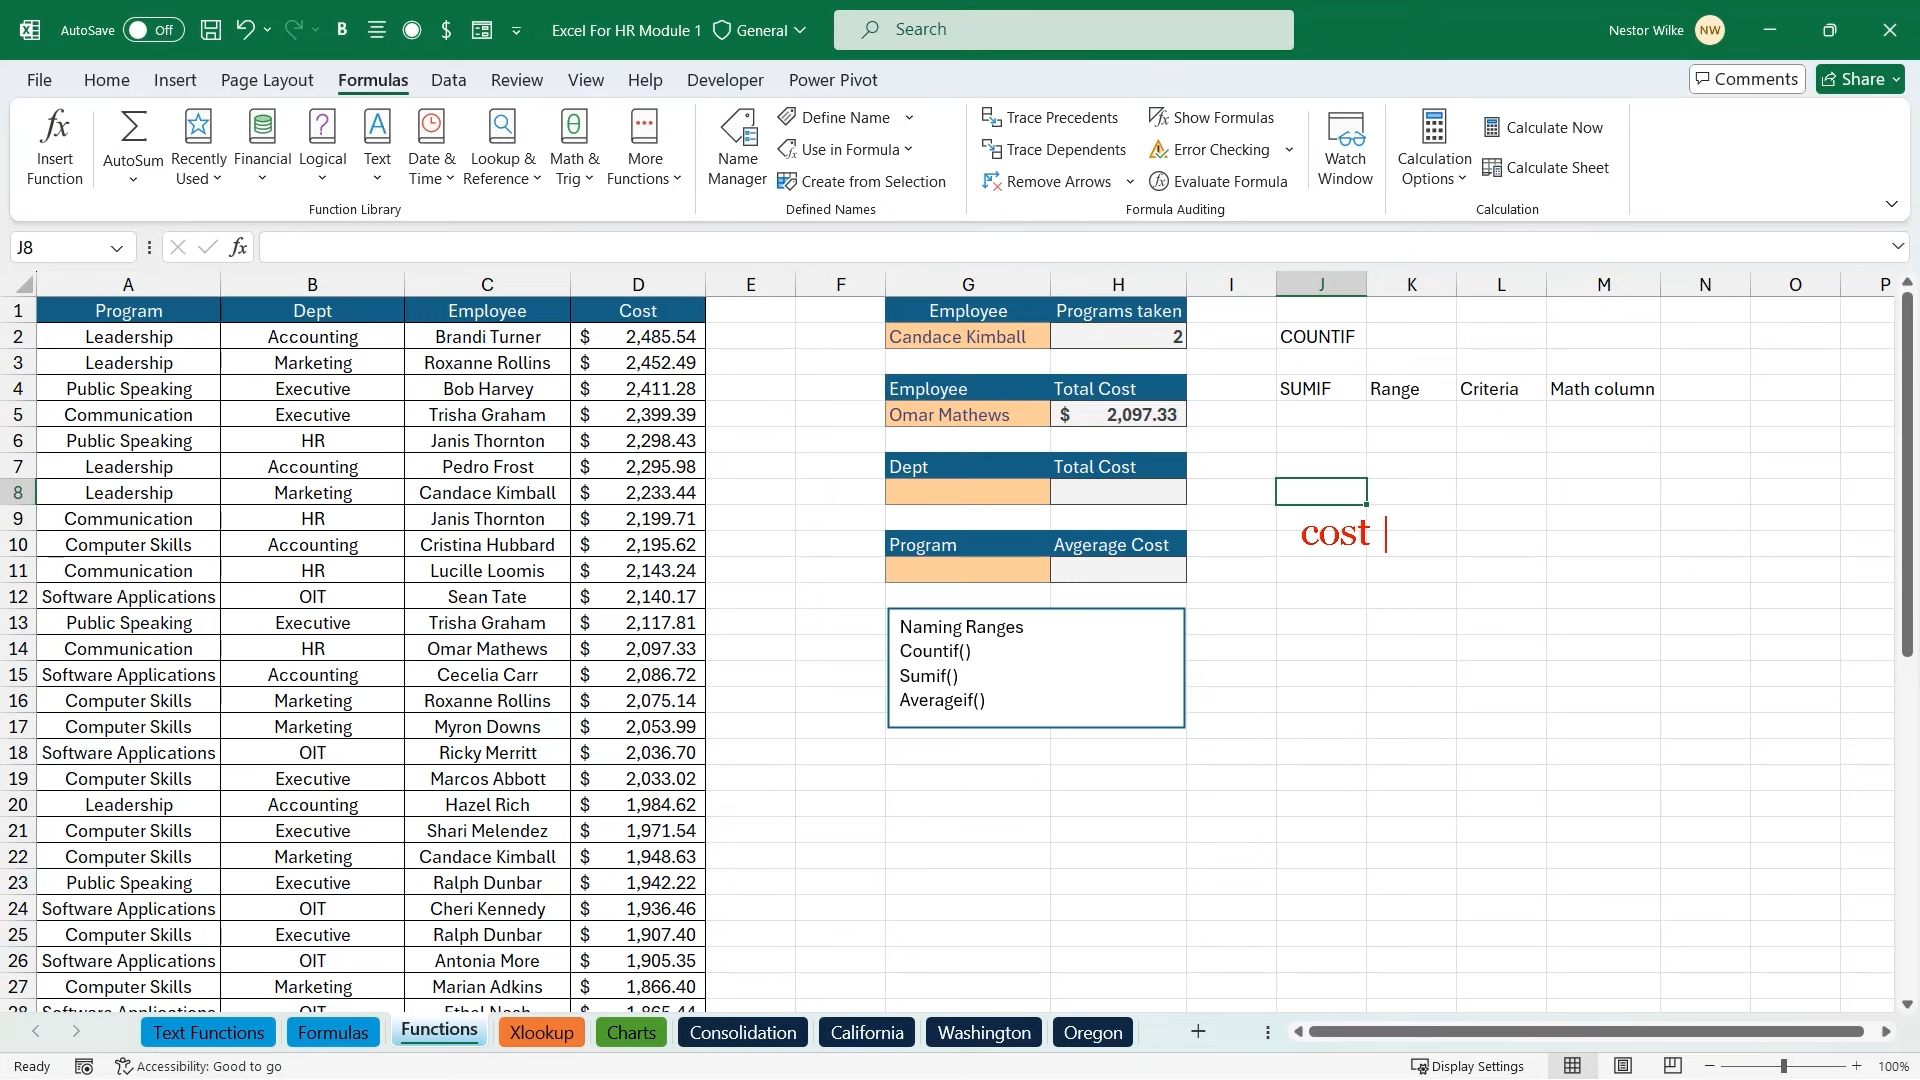 AutoSave Off B $ Excel For HR Module 1 General Search Nestor Wilke NW
File Home Insert Page Layout Formulas Data Review View Help Developer Power Pivot Comments Share
Insert Function
AutoSum
Recently Used
Financial
Logical
Text
Date & Time
Lookup & Reference
Math & Trig
More Functions
Function Library
Name Manager
Define Name
Use in Formula
Create from Selection
Defined Names
Trace Precedents
Trace Dependents
Remove Arrows
Show Formulas
Error Checking
Evaluate Formula
Formula Auditing
Watch Window
Calculation Options
Calculate Now
Calculate Sheet
Calculation
J8 fx
A B C D E F G H I J K L M N O P
1 Program Dept Employee Cost Employee Programs taken
2 Leadership Accounting Brandi Turner $ 2,485.54 Candace Kimball 2 COUNTIF
3 Leadership Marketing Roxanne Rollins $ 2,452.49
4 Public Speaking Executive Bob Harvey $ 2,411.28 Employee Total Cost SUMIF Range Criteria Math column
5 Communication Executive Trisha Graham $ 2,399.39 Omar Mathews $ 2,097.33
6 Public Speaking HR Janis Thornton $ 2,298.43
7 Leadership Accounting Pedro Frost $ 2,295.98 Dept Total Cost
8 Leadership Marketing Candace Kimball $ 2,233.44
9 Communication HR Janis Thornton $ 2,199.71 cost |
10 Computer Skills Accounting Cristina Hubbard $ 2,195.62 Program Avgerage Cost
11 Communication HR Lucille Loomis $ 2,143.24
12 Software Applications OIT Sean Tate $ 2,140.17
13 Public Speaking Executive Trisha Graham $ 2,117.81 Naming Ranges
14 Communication HR Omar Mathews $ 2,097.33 Countif()
15 Software Applications Accounting Cecelia Carr $ 2,086.72 Sumif()
16 Computer Skills Marketing Roxanne Rollins $ 2,075.14 Averageif()
17 Computer Skills Marketing Myron Downs $ 2,053.99
18 Software Applications OIT Ricky Merritt $ 2,036.70
19 Computer Skills Executive Marcos Abbott $ 2,033.02
20 Leadership Accounting Hazel Rich $ 1,984.62
21 Computer Skills Executive Shari Melendez $ 1,971.54
22 Computer Skills Marketing Candace Kimball $ 1,948.63
23 Public Speaking Executive Ralph Dunbar $ 1,942.22
24 Software Applications OIT Cheri Kennedy $ 1,936.46
25 Computer Skills Executive Ralph Dunbar $ 1,907.40
26 Software Applications OIT Antonia More $ 1,905.35
27 Computer Skills Marketing Marian Adkins $ 1,866.40
Text Functions Formulas Functions Xlookup Charts Consolidation California Washington Oregon
Ready Accessibility: Good to go Display Settings 100%